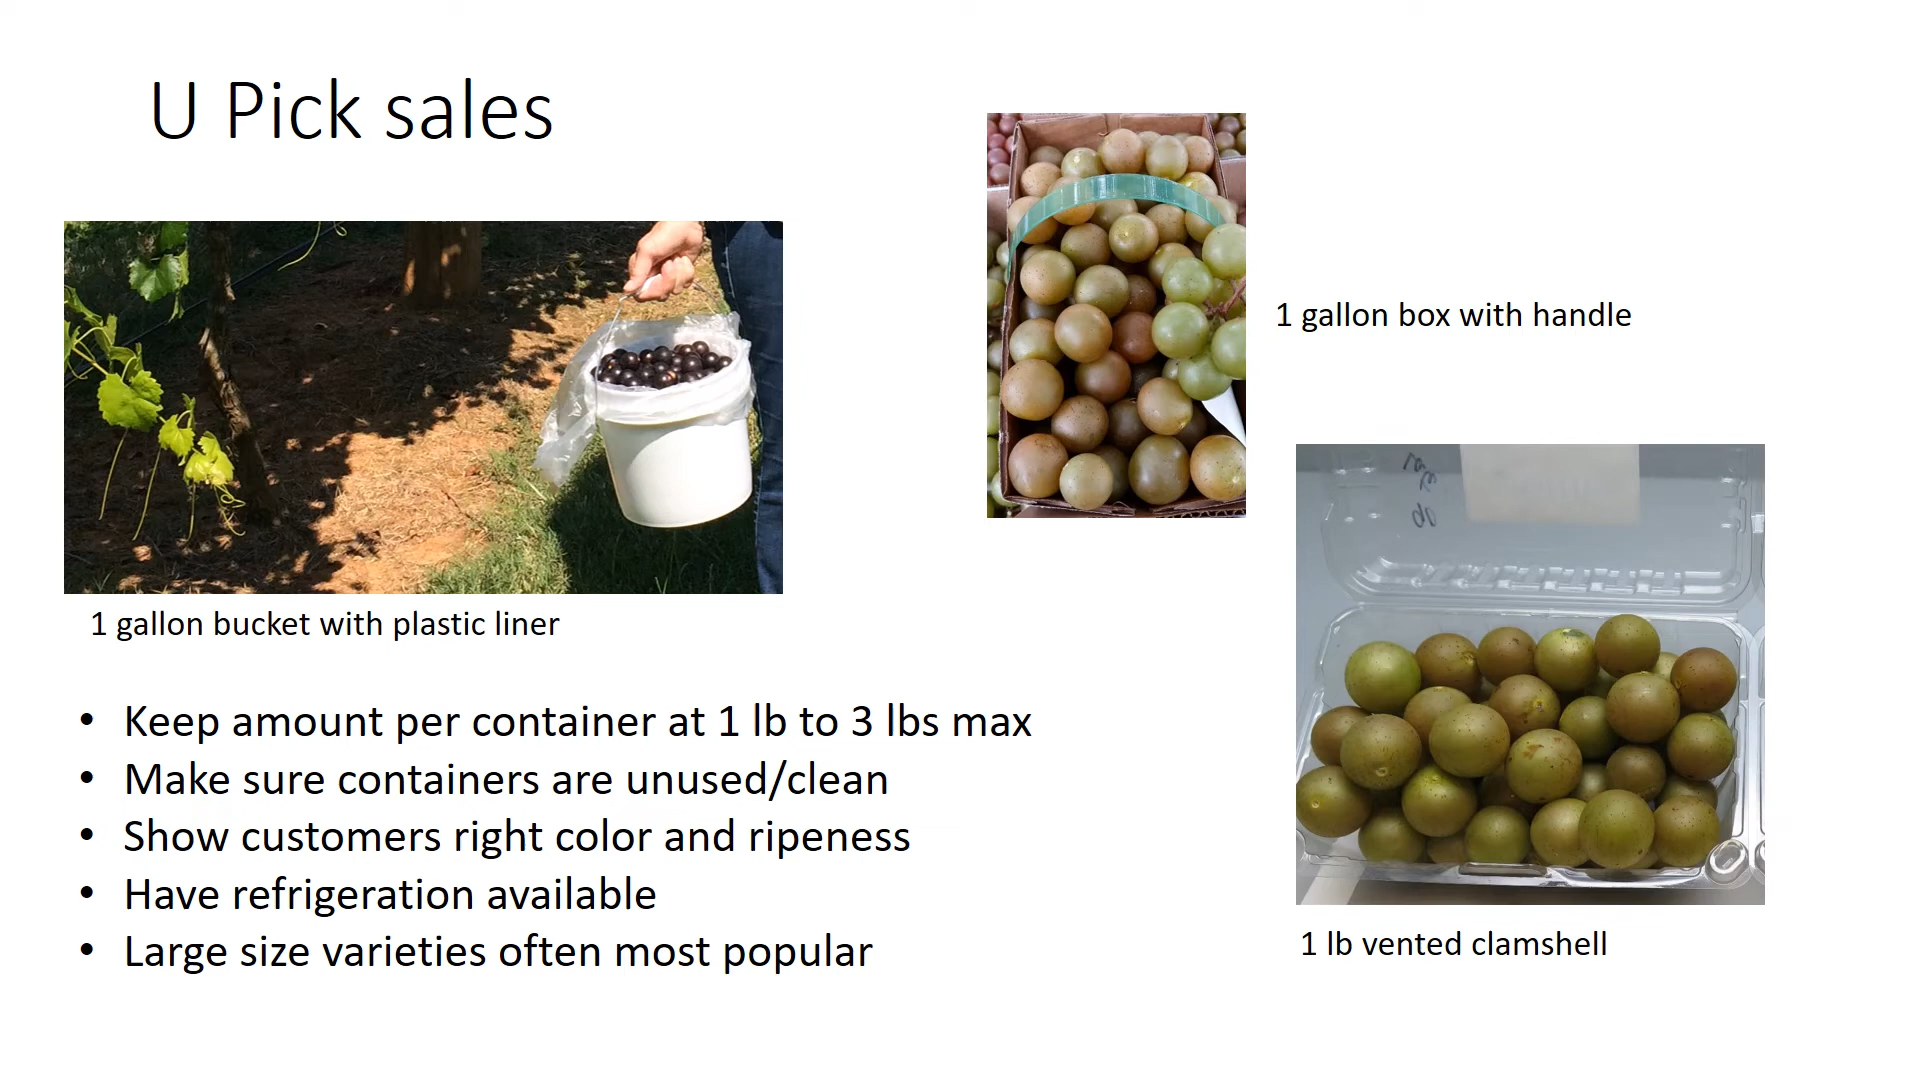 U Pick sales
1 gallon box with handle
1 gallon bucket with plastic liner
• Keep amount per container at 1 lb to 3 lbs max
• Make sure containers are unused/clean
• Show customers right color and ripeness
• Have refrigeration available
• Large size varieties often most popular
1 lb vented clamshell